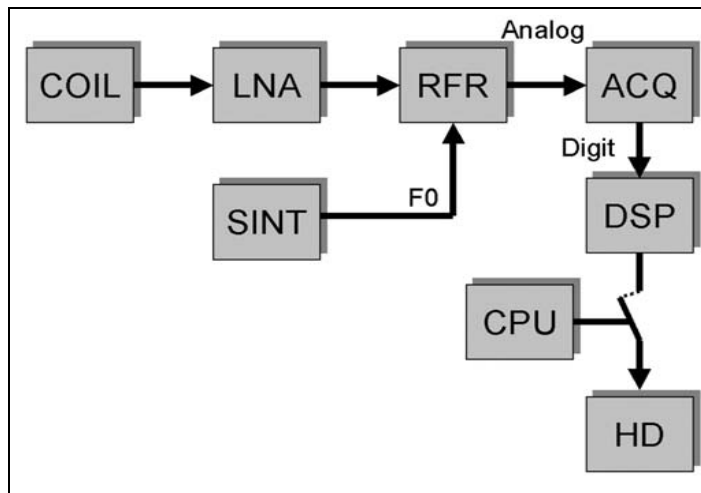 Analog
COIL
LNA
RFR
ACQ
Digit
F0
SINT
DSP
CPU
HD